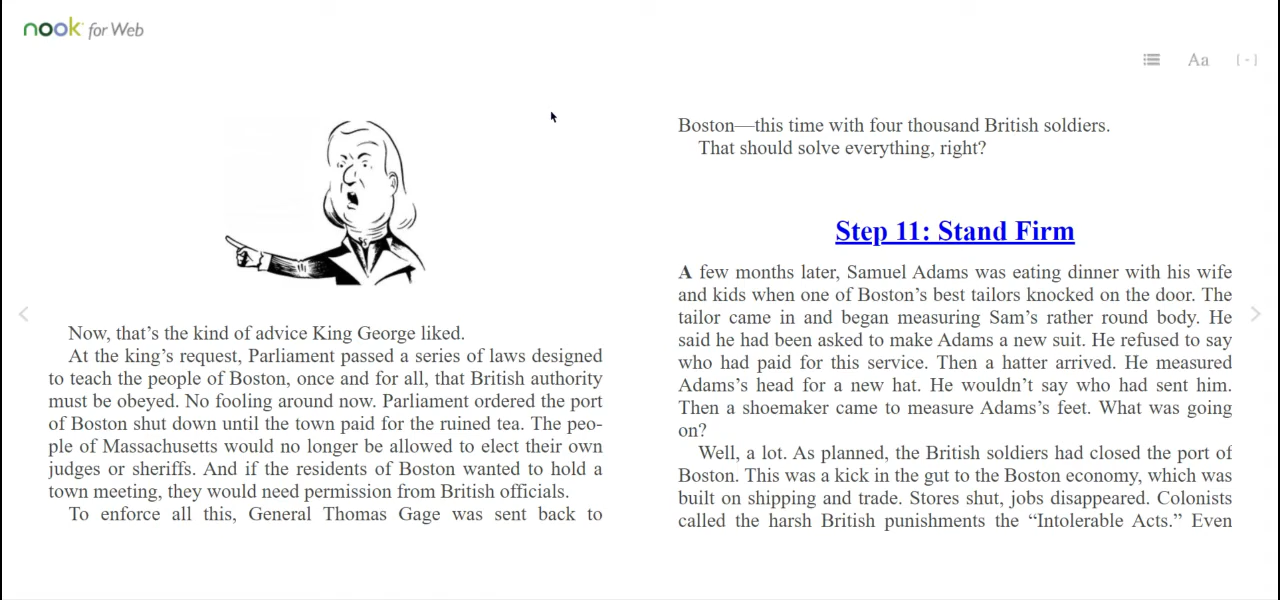 nook for Web
Aa
Now, that's the kind of advice King George liked.
At the king's request, Parliament passed a series of laws designed
to teach the people of Boston, once and for all, that British authority
must be obeyed. No fooling around now. Parliament ordered the port
of Boston shut down until the town paid for the ruined tea. The peo-
ple of Massachusetts would no longer be allowed to elect their own
judges or sheriffs. And if the residents of Boston wanted to hold a
town meeting, they would need permission from British officials.
To enforce all this, General Thomas Gage was sent back to
Boston—this time with four thousand British soldiers.
That should solve everything, right?
Step 11: Stand Firm
A few months later, Samuel Adams was eating dinner with his wife
and kids when one of Boston's best tailors knocked on the door. The
tailor came in and began measuring Sam's rather round body. He
said he had been asked to make Adams a new suit. He refused to say
who had paid for this service. Then a hatter arrived. He measured
Adams's head for a new hat. He wouldn't say who had sent him.
Then a shoemaker came to measure Adams's feet. What was going
on?
Well, a lot. As planned, the British soldiers had closed the port of
Boston. This was a kick in the gut to the Boston economy, which was
built on shipping and trade. Stores shut, jobs disappeared. Colonists
called the harsh British punishments the “Intolerable Acts.” Even